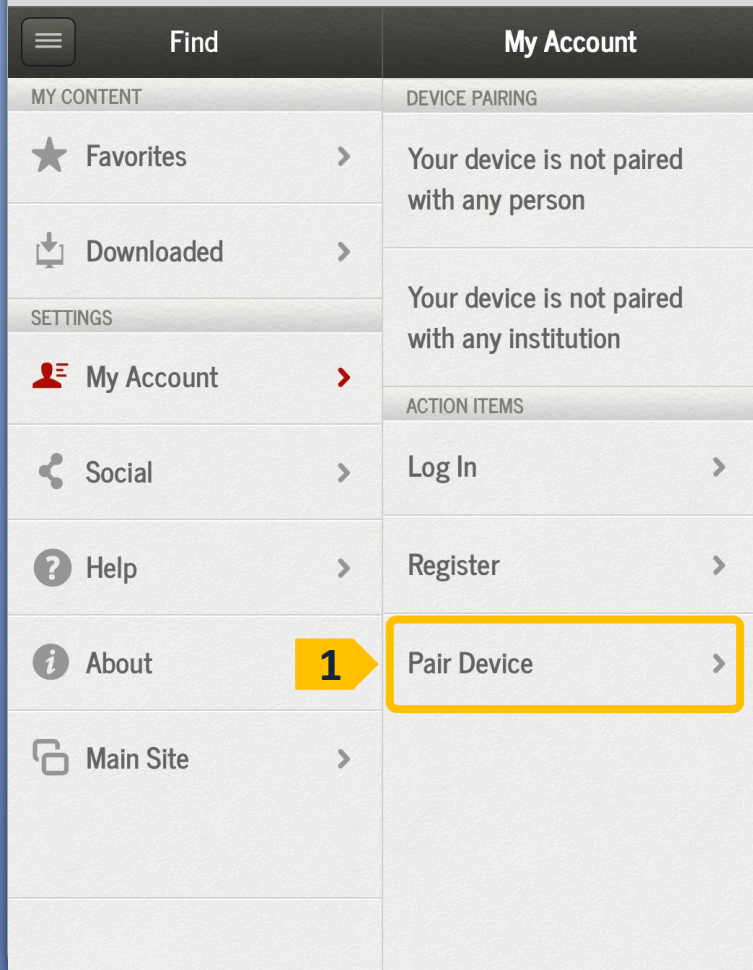 Find
MY CONTENT
Favorites
Downloaded
SETTINGS
My Account
Social
Help
About
Main Site
My Account
DEVICE PAIRING
Your device is not paired
with any person
Your device is not paired
with any institution
ACTION ITEMS
Log In
Register
1
Pair Device